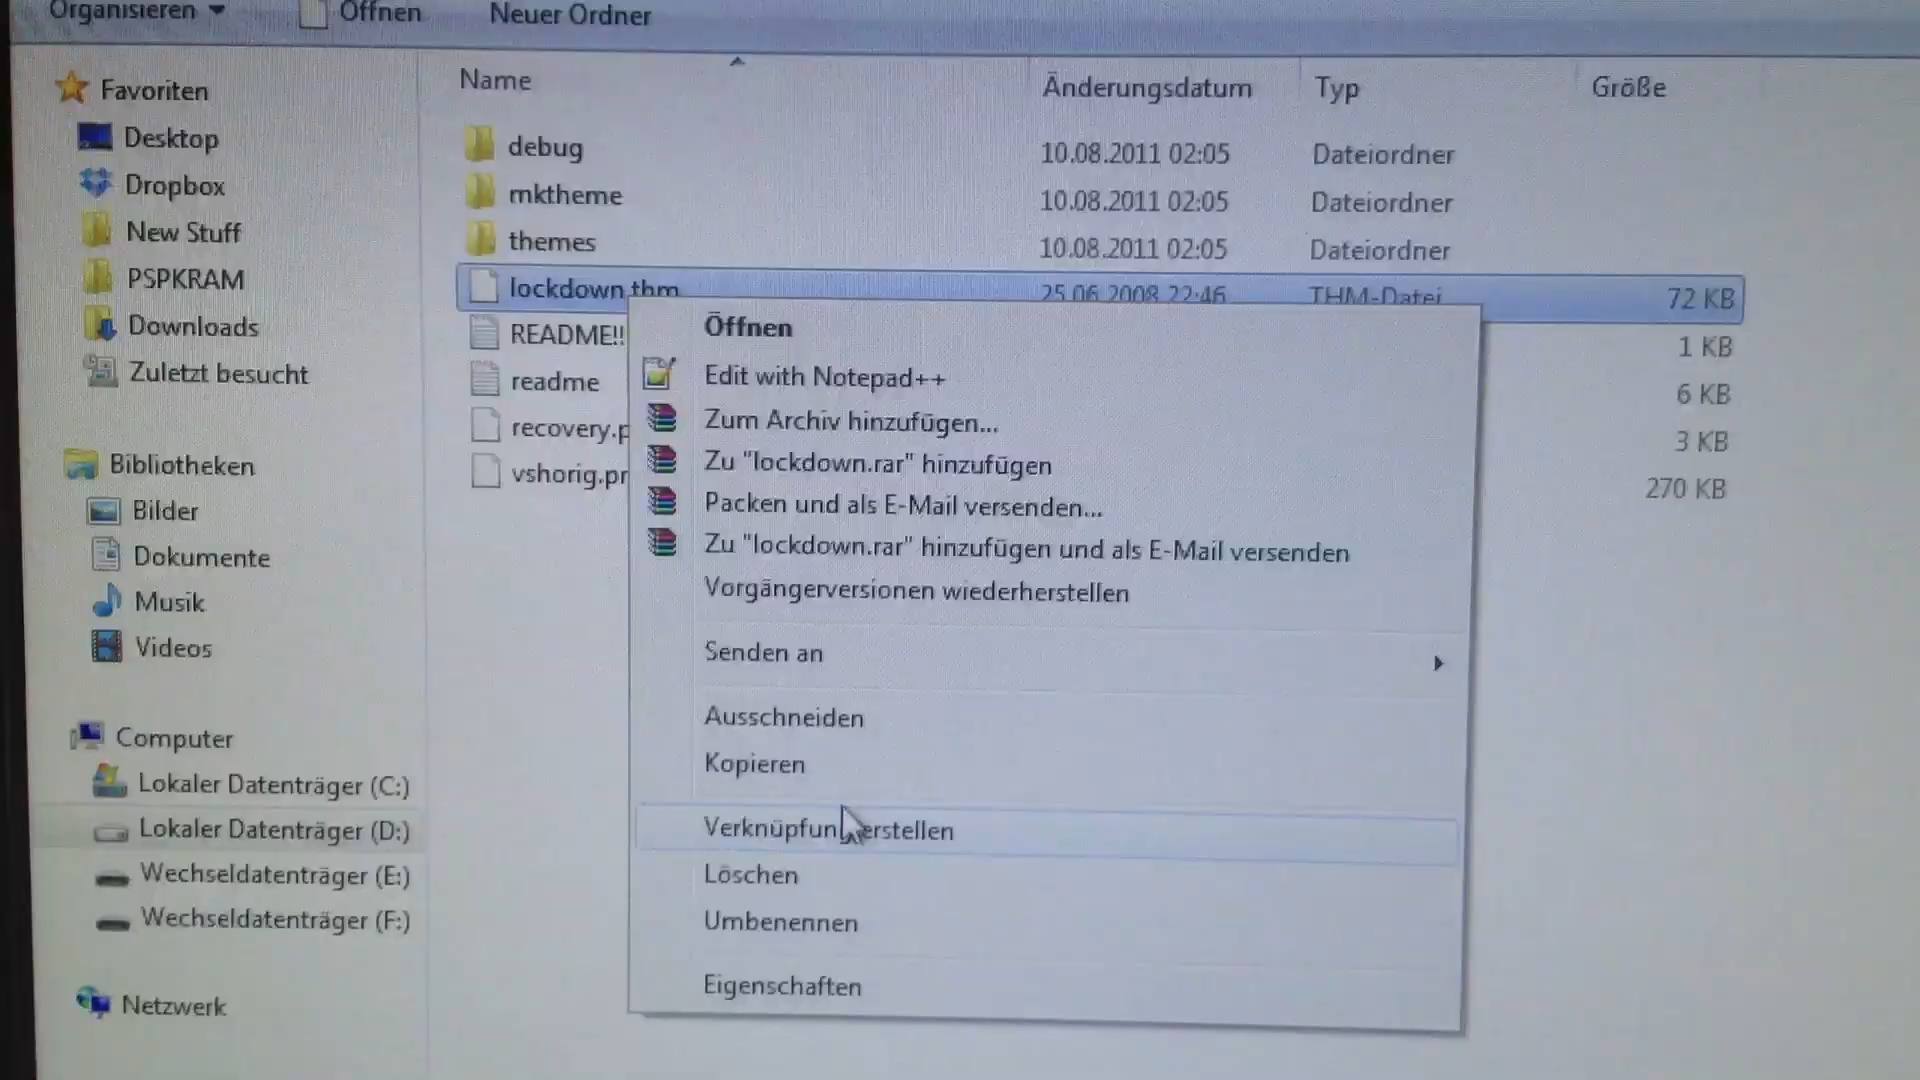 Organisieren
Öffnen
Neuer Ordner
Favoriten
Desktop
Dropbox
New Stuff
PSPKRAM
Downloads
Zuletzt besucht
Bibliotheken
Bilder
Dokumente
Musik
Videos
Computer
Lokaler Datenträger (C:)
Lokaler Datenträger (D:)
Wechseldatenträger (E:)
Wechseldatenträger (F:)
Netzwerk
Name Änderungsdatum Typ Größe
debug 10.08.2011 02:05 Dateiordner
mktheme 10.08.2011 02:05 Dateiordner
themes 10.08.2011 02:05 Dateiordner
lockdown.thm 25.06.2008 22:46 THM-Datei 72 KB
README!! 1 KB
readme 6 KB
recovery.p 3 KB
vshorig.pr 270 KB
Öffnen
Edit with Notepad++
Zum Archiv hinzufügen...
Zu "lockdown.rar" hinzufügen
Packen und als E-Mail versenden...
Zu "lockdown.rar" hinzufügen und als E-Mail versenden
Vorgängerversionen wiederherstellen
Senden an
Ausschneiden
Kopieren
Verknüpfun erstellen
Löschen
Umbenennen
Eigenschaften